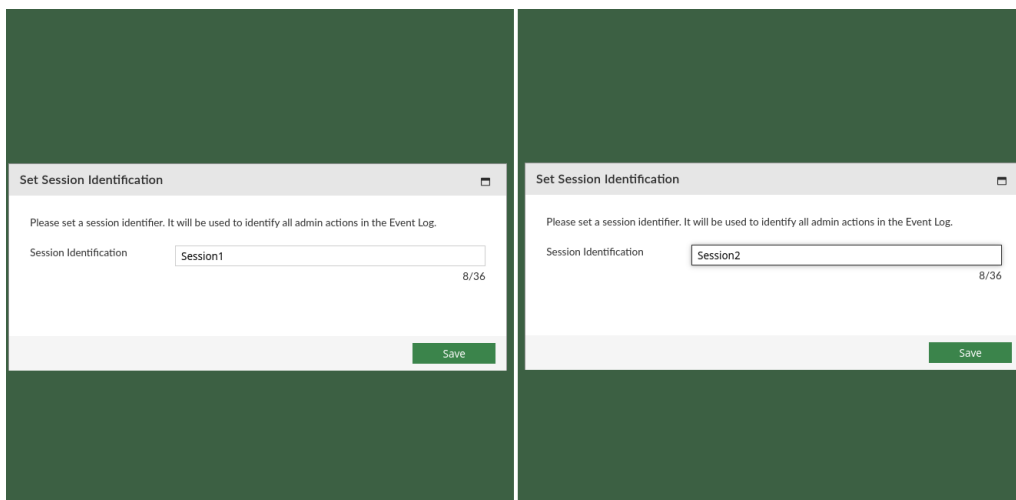 Set Session Identification
Please set a session identifier. It will be used to identify all admin actions in the Event Log.
Session Identification
Session1
8/36
Save
Set Session Identification
Please set a session identifier. It will be used to identify all admin actions in the Event Log.
Session Identification
Session2
8/36
Save